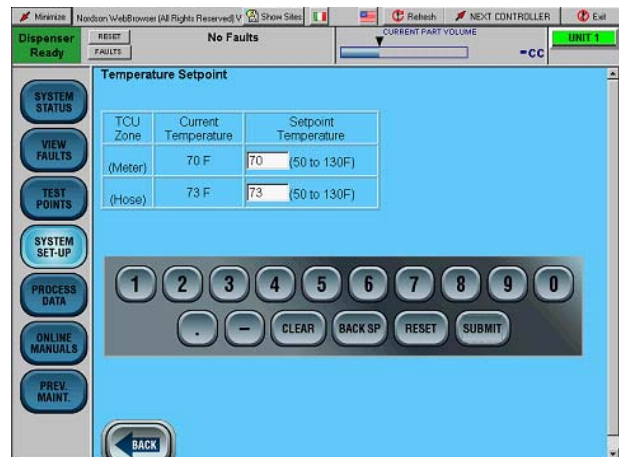 Minimize
Nordson WebBrowser (All Rights Reserved) V
Show Sites
Refresh
NEXT CONTROLLER
Exit
Dispenser
Ready
RESET
FAULTS
No Faults
CURRENT PART VOLUME
-cc
UNIT 1
SYSTEM
STATUS
VIEW
FAULTS
TEST
POINTS
SYSTEM
SET-UP
PROCESS
DATA
ONLINE
MANUALS
PREV.
MAINT.
Temperature Setpoint
TCU
Zone
Current
Temperature
Setpoint
Temperature
(Meter) 70 F 70 (50 to 130F)
(Hose) 73 F 73 (50 to 130F)
1 2 3 4 5 6 7 8 9 0
. - CLEAR BACK SP RESET SUBMIT
BACK